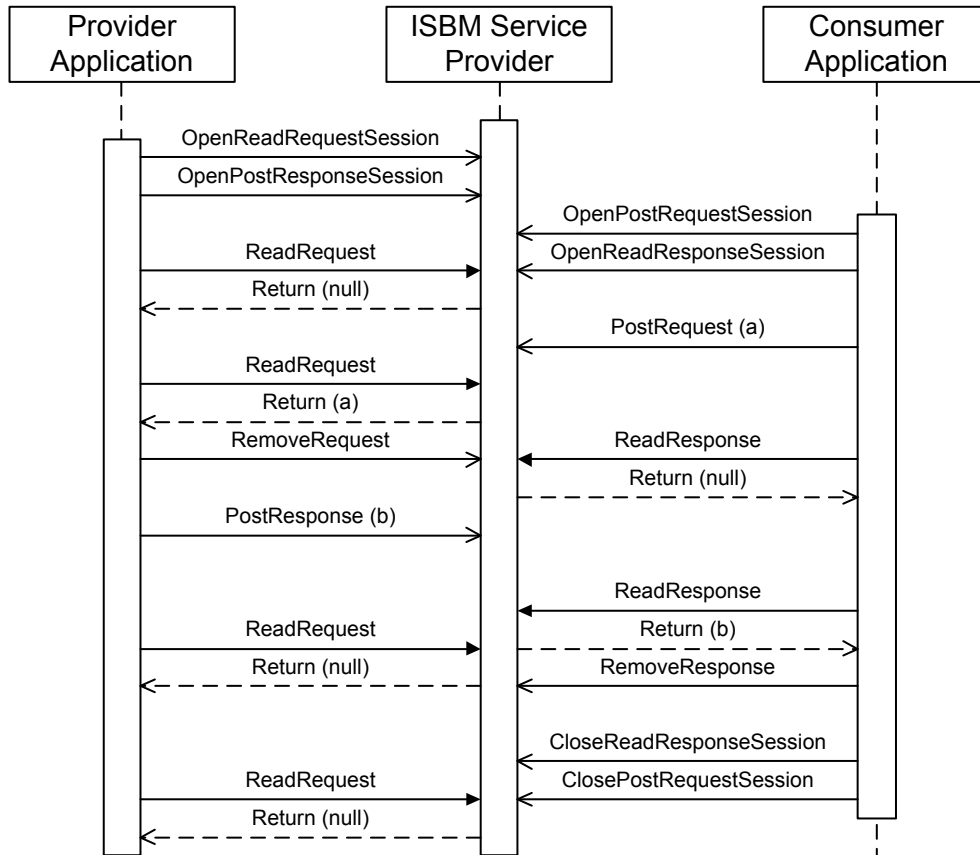 Provider
Application
ISBM Service
Provider
Consumer
Application
OpenReadRequestSession
OpenPostResponseSession
OpenPostRequestSession
ReadRequest
OpenReadResponseSession
Return (null)
PostRequest (a)
ReadRequest
Return (a)
RemoveRequest
ReadResponse
Return (null)
PostResponse (b)
ReadResponse
ReadRequest
Return (b)
Return (null)
RemoveResponse
CloseReadResponseSession
ReadRequest
ClosePostRequestSession
Return (null)